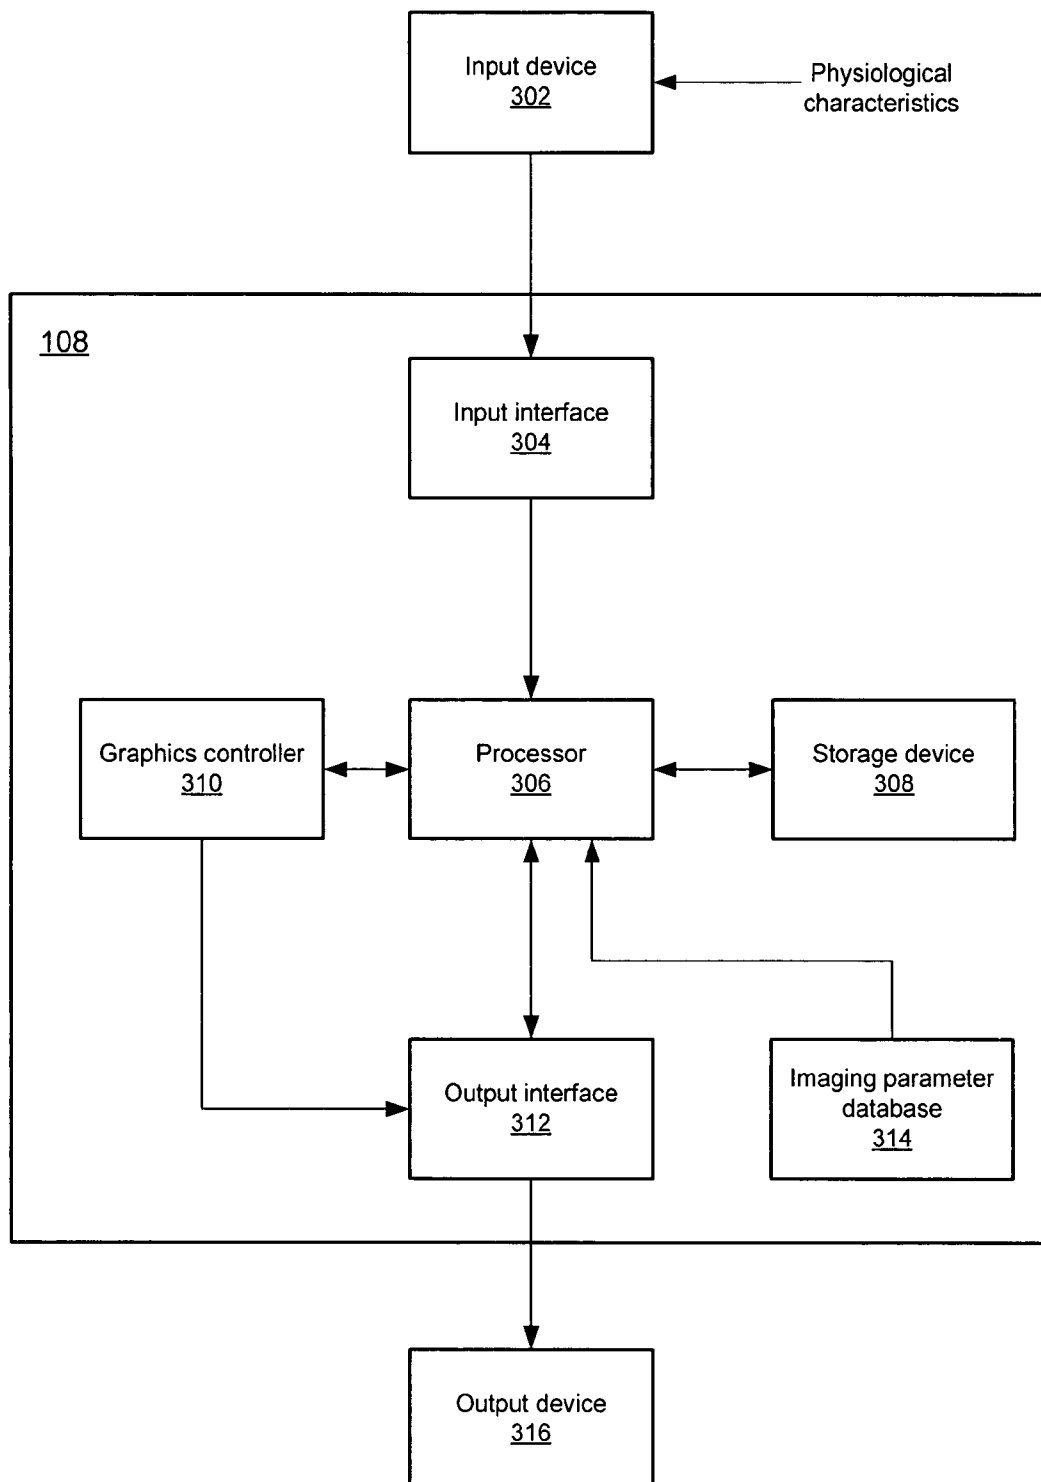 Input device
302
Physiological
characteristics
108
Input interface
304
Graphics controller
310
Processor
306
Storage device
308
Output interface
312
Imaging parameter
database
314
Output device
316